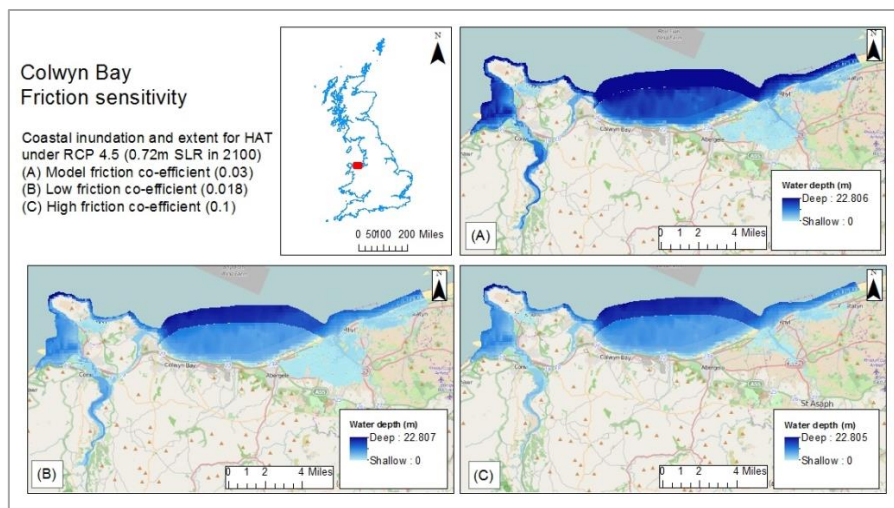 Colwyn Bay
Friction sensitivity
Coastal inundation and extent for HAT
under RCP 4.5 (0.72m SLR in 2100)
(A) Model friction co-efficient (0.03)
(B) Low friction co-efficient (0.018)
(C) High friction co-efficient (0.1)
N
0 50100 200 Miles
N
Colwyn Bay
Abergele
Rhyl
Water depth (m)
Deep : 22.806
Shallow : 0
0 1 2 4
Miles
(A)
N
Colwyn Bay
Abergele
Rhyl
Water depth (m)
Deep : 22.807
Shallow : 0
0 1 2 4
Miles
(B)
N
Colwyn Bay
Abergele
St Asaph
Water depth (m)
Deep : 22.805
Shallow : 0
0 1 2 4
Miles
(C)